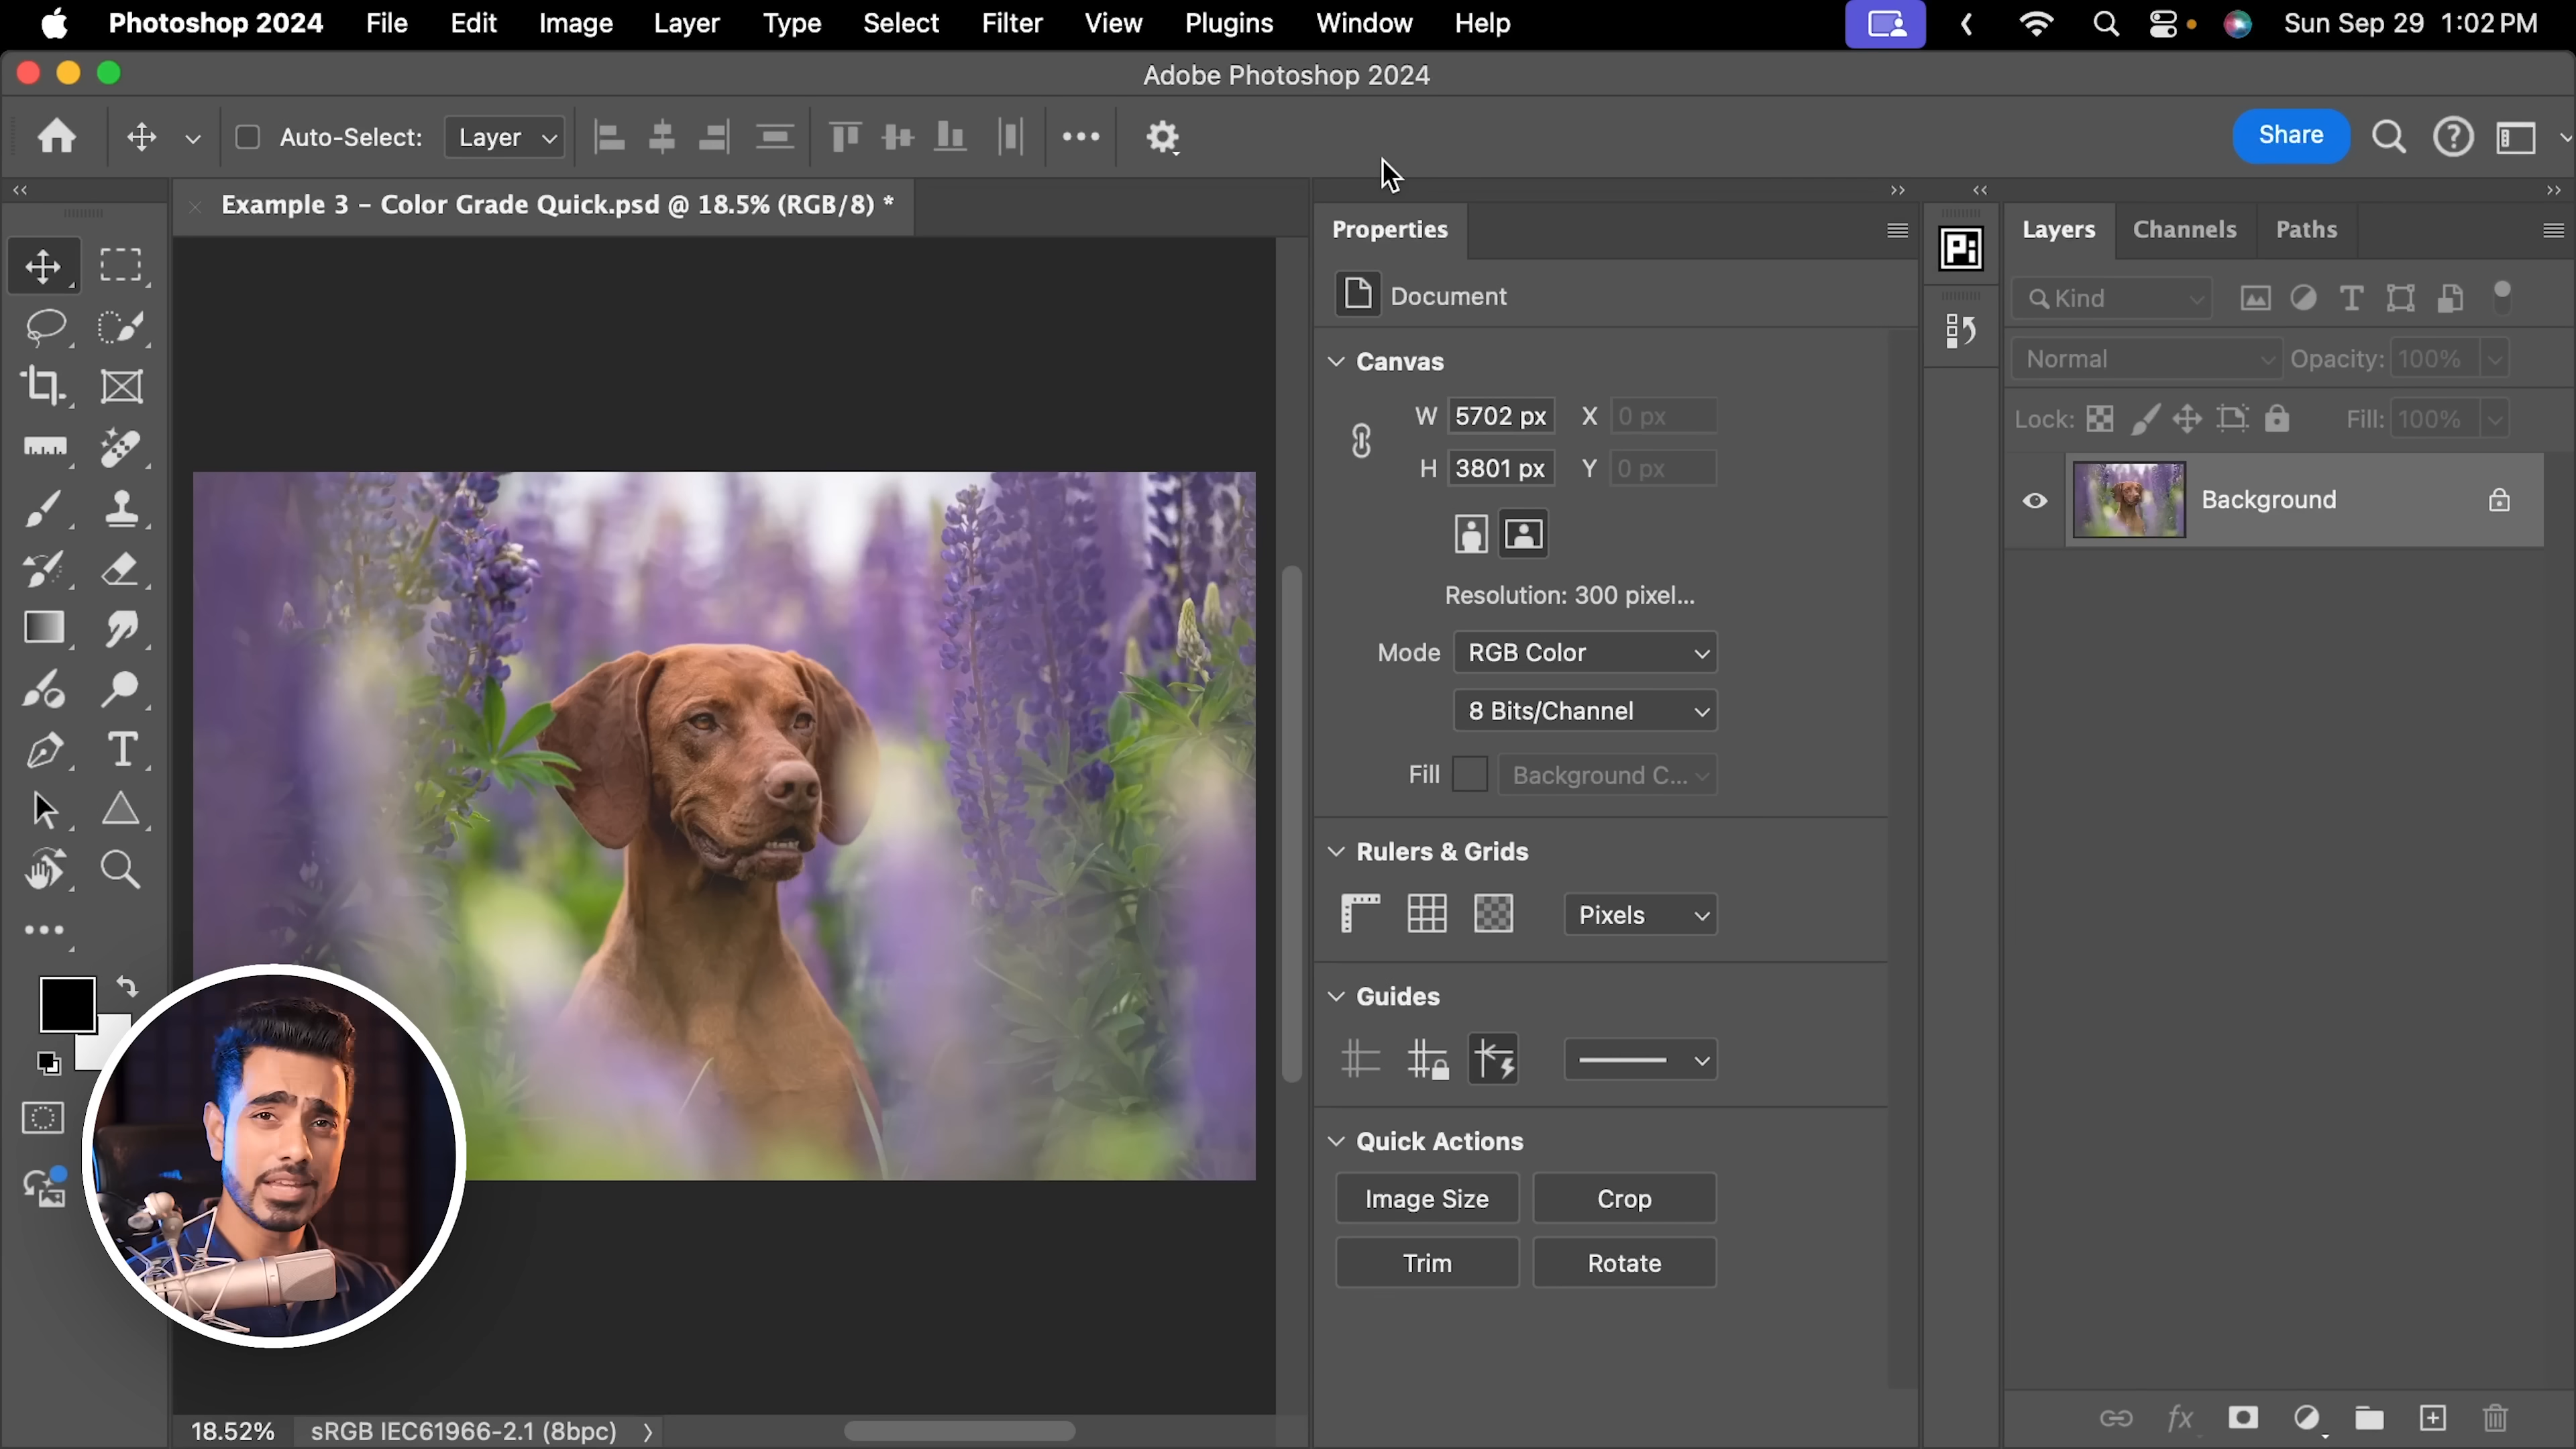 Photoshop 2024 File Edit Image Layer Type Select Filter View Plugins Window Help Sun Sep 29 1:02 PM
Adobe Photoshop 2024
Auto-Select: Layer Share
Example 3 – Color Grade Quick.psd @ 18.5% (RGB/8) *
Properties
Document
Canvas
W 5702 px X 0 px
H 3801 px Y 0 px
Resolution: 300 pixel...
Mode RGB Color
8 Bits/Channel
Fill Background C...
Rulers & Grids
Pixels
Guides
Quick Actions
Image Size Crop
Trim Rotate
Pi
Layers Channels Paths
Kind
Normal Opacity: 100%
Lock: Fill: 100%
Background
fx
18.52% sRGB IEC61966-2.1 (8bpc)